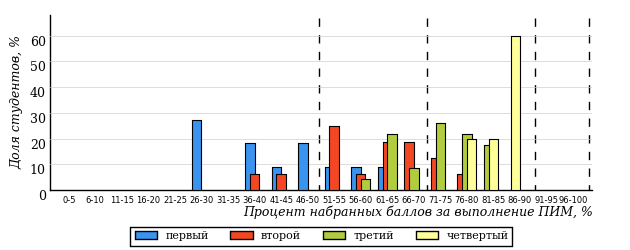 Доля студентов, %
60
50
40
30
20
10
0
0-5 6-10 11-15 16-20 21-25 26-30 31-35 36-40 41-45 46-50 51-55 56-60 61-65 66-70 71-75 76-80 81-85 86-90 91-95 96-100
Процент набранных баллов за выполнение ПИМ, %
первый второй третий четвертый